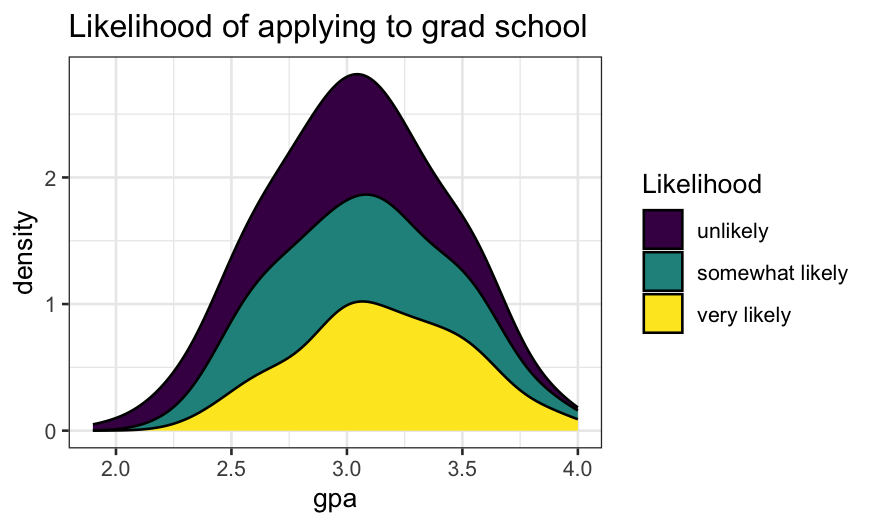 Likelihood of applying to grad school
density
2
1
0
2.0 2.5 3.0 3.5 4.0
gpa
Likelihood
unlikely
somewhat likely
very likely